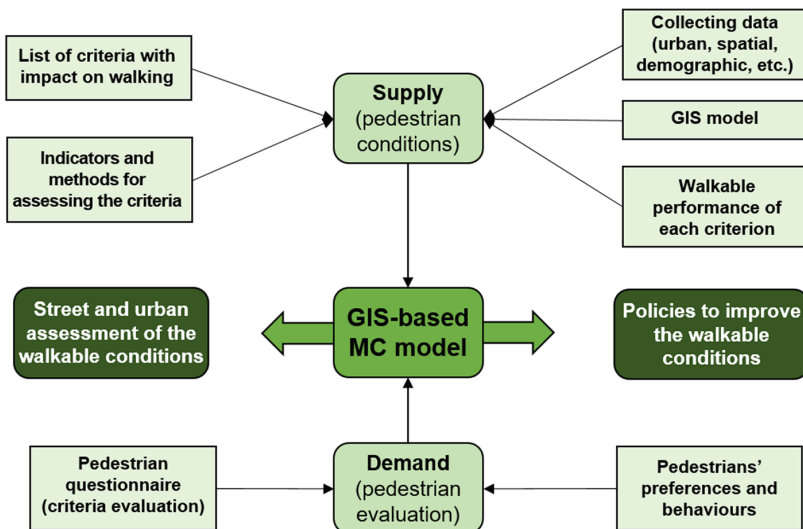 List of criteria with
impact on walking
Indicators and
methods for
assessing the criteria
Supply
(pedestrian
conditions)
Collecting data
(urban, spatial,
demographic, etc.)
GIS model
Walkable
performance of
each criterion
Street and urban
assessment of the
walkable conditions
GIS-based
MC model
Policies to improve
the walkable
conditions
Pedestrian
questionnaire
(criteria evaluation)
Demand
(pedestrian
evaluation)
Pedestrians'
preferences and
behaviours